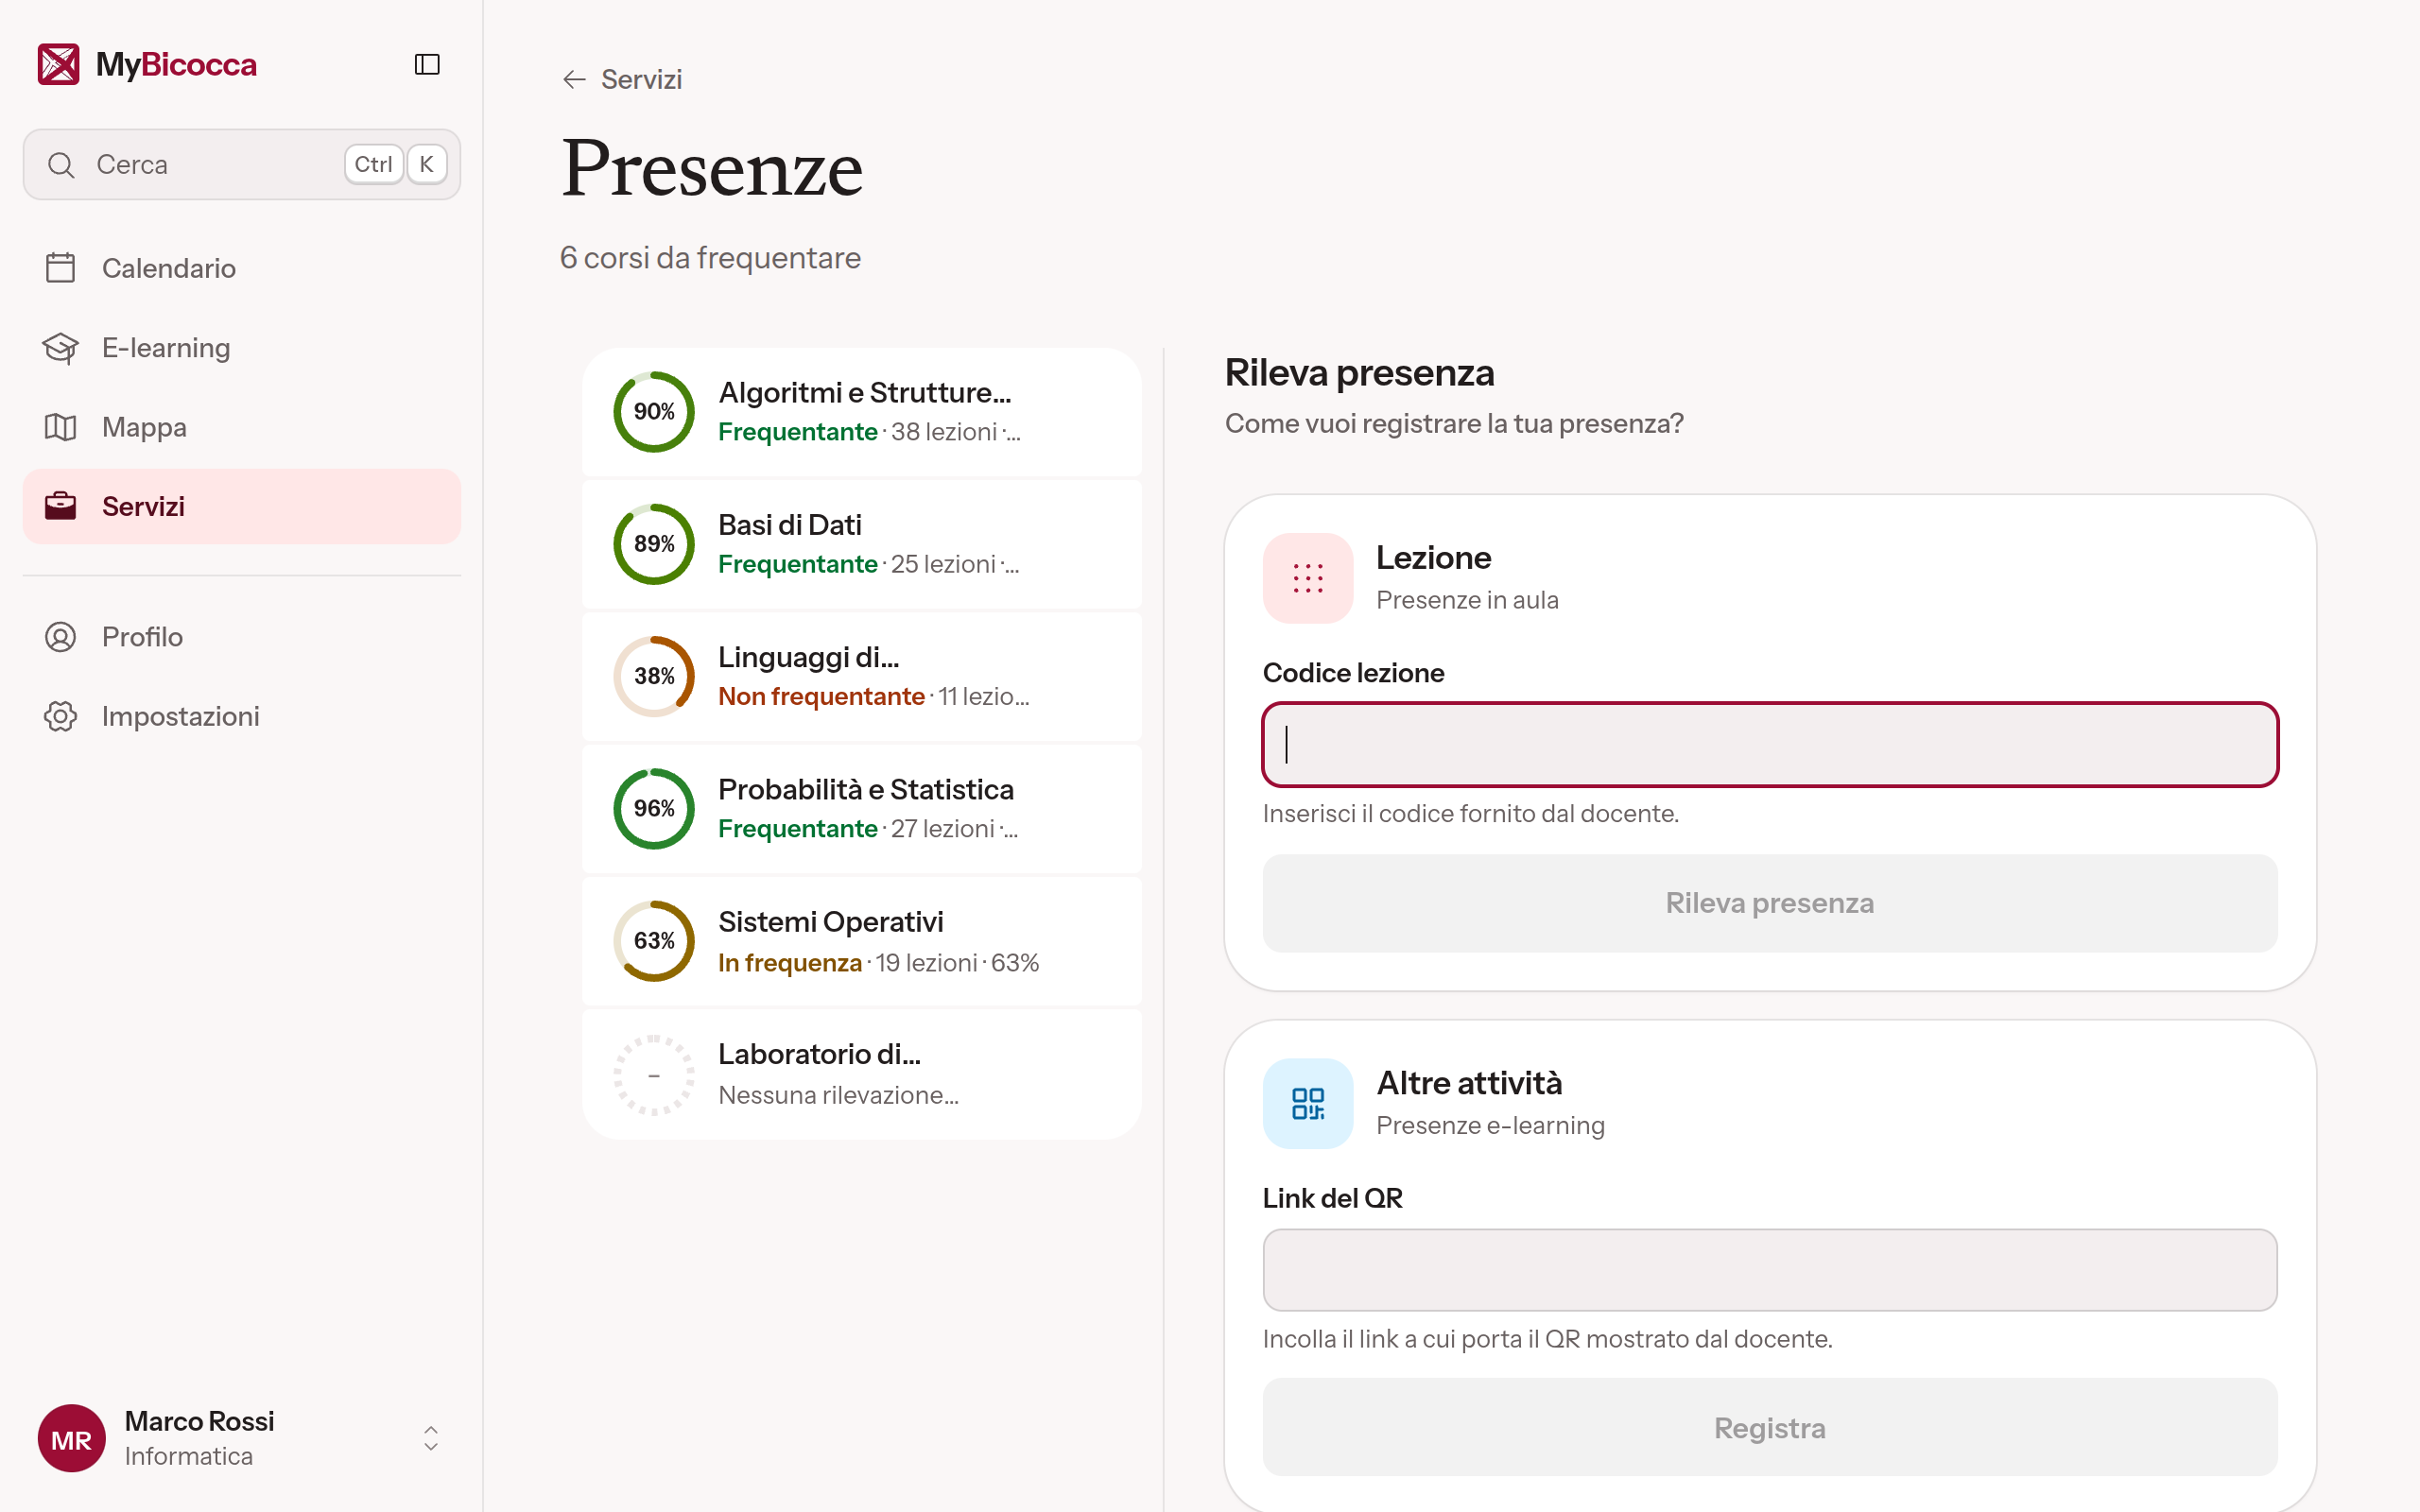 MyBicocca
Cerca
Ctrl K
Calendario
E-learning
Mappa
Servizi
Profilo
Impostazioni
MR
Marco Rossi
Informatica
Servizi
Presenze
6 corsi da frequentare
90%
Algoritmi e Strutture...
Frequentante · 38 lezioni ·...
89%
Basi di Dati
Frequentante · 25 lezioni ·...
38%
Linguaggi di...
Non frequentante · 11 lezio...
96%
Probabilità e Statistica
Frequentante · 27 lezioni ·...
63%
Sistemi Operativi
In frequenza · 19 lezioni · 63%
–
Laboratorio di...
Nessuna rilevazione...
Rileva presenza
Come vuoi registrare la tua presenza?
Lezione
Presenze in aula
Codice lezione
Inserisci il codice fornito dal docente.
Rileva presenza
Altre attività
Presenze e-learning
Link del QR
Incolla il link a cui porta il QR mostrato dal docente.
Registra